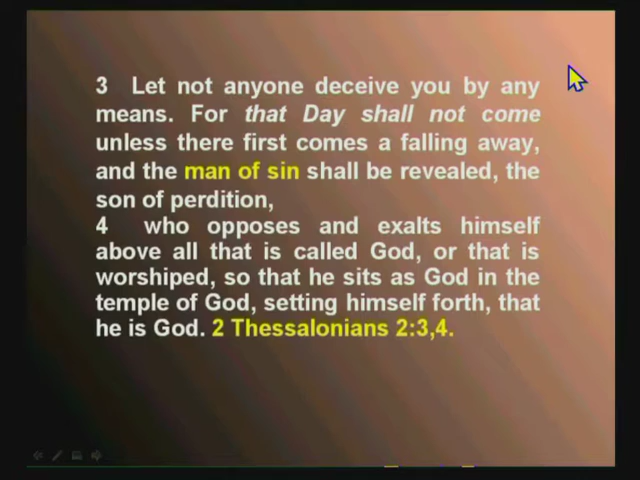 3 Let not anyone deceive you by any
means. For that Day shall not come
unless there first comes a falling away,
and the man of sin shall be revealed, the
son of perdition,
4 who opposes and exalts himself
above all that is called God, or that is
worshiped, so that he sits as God in the
temple of God, setting himself forth, that
he is God. 2 Thessalonians 2:3,4.